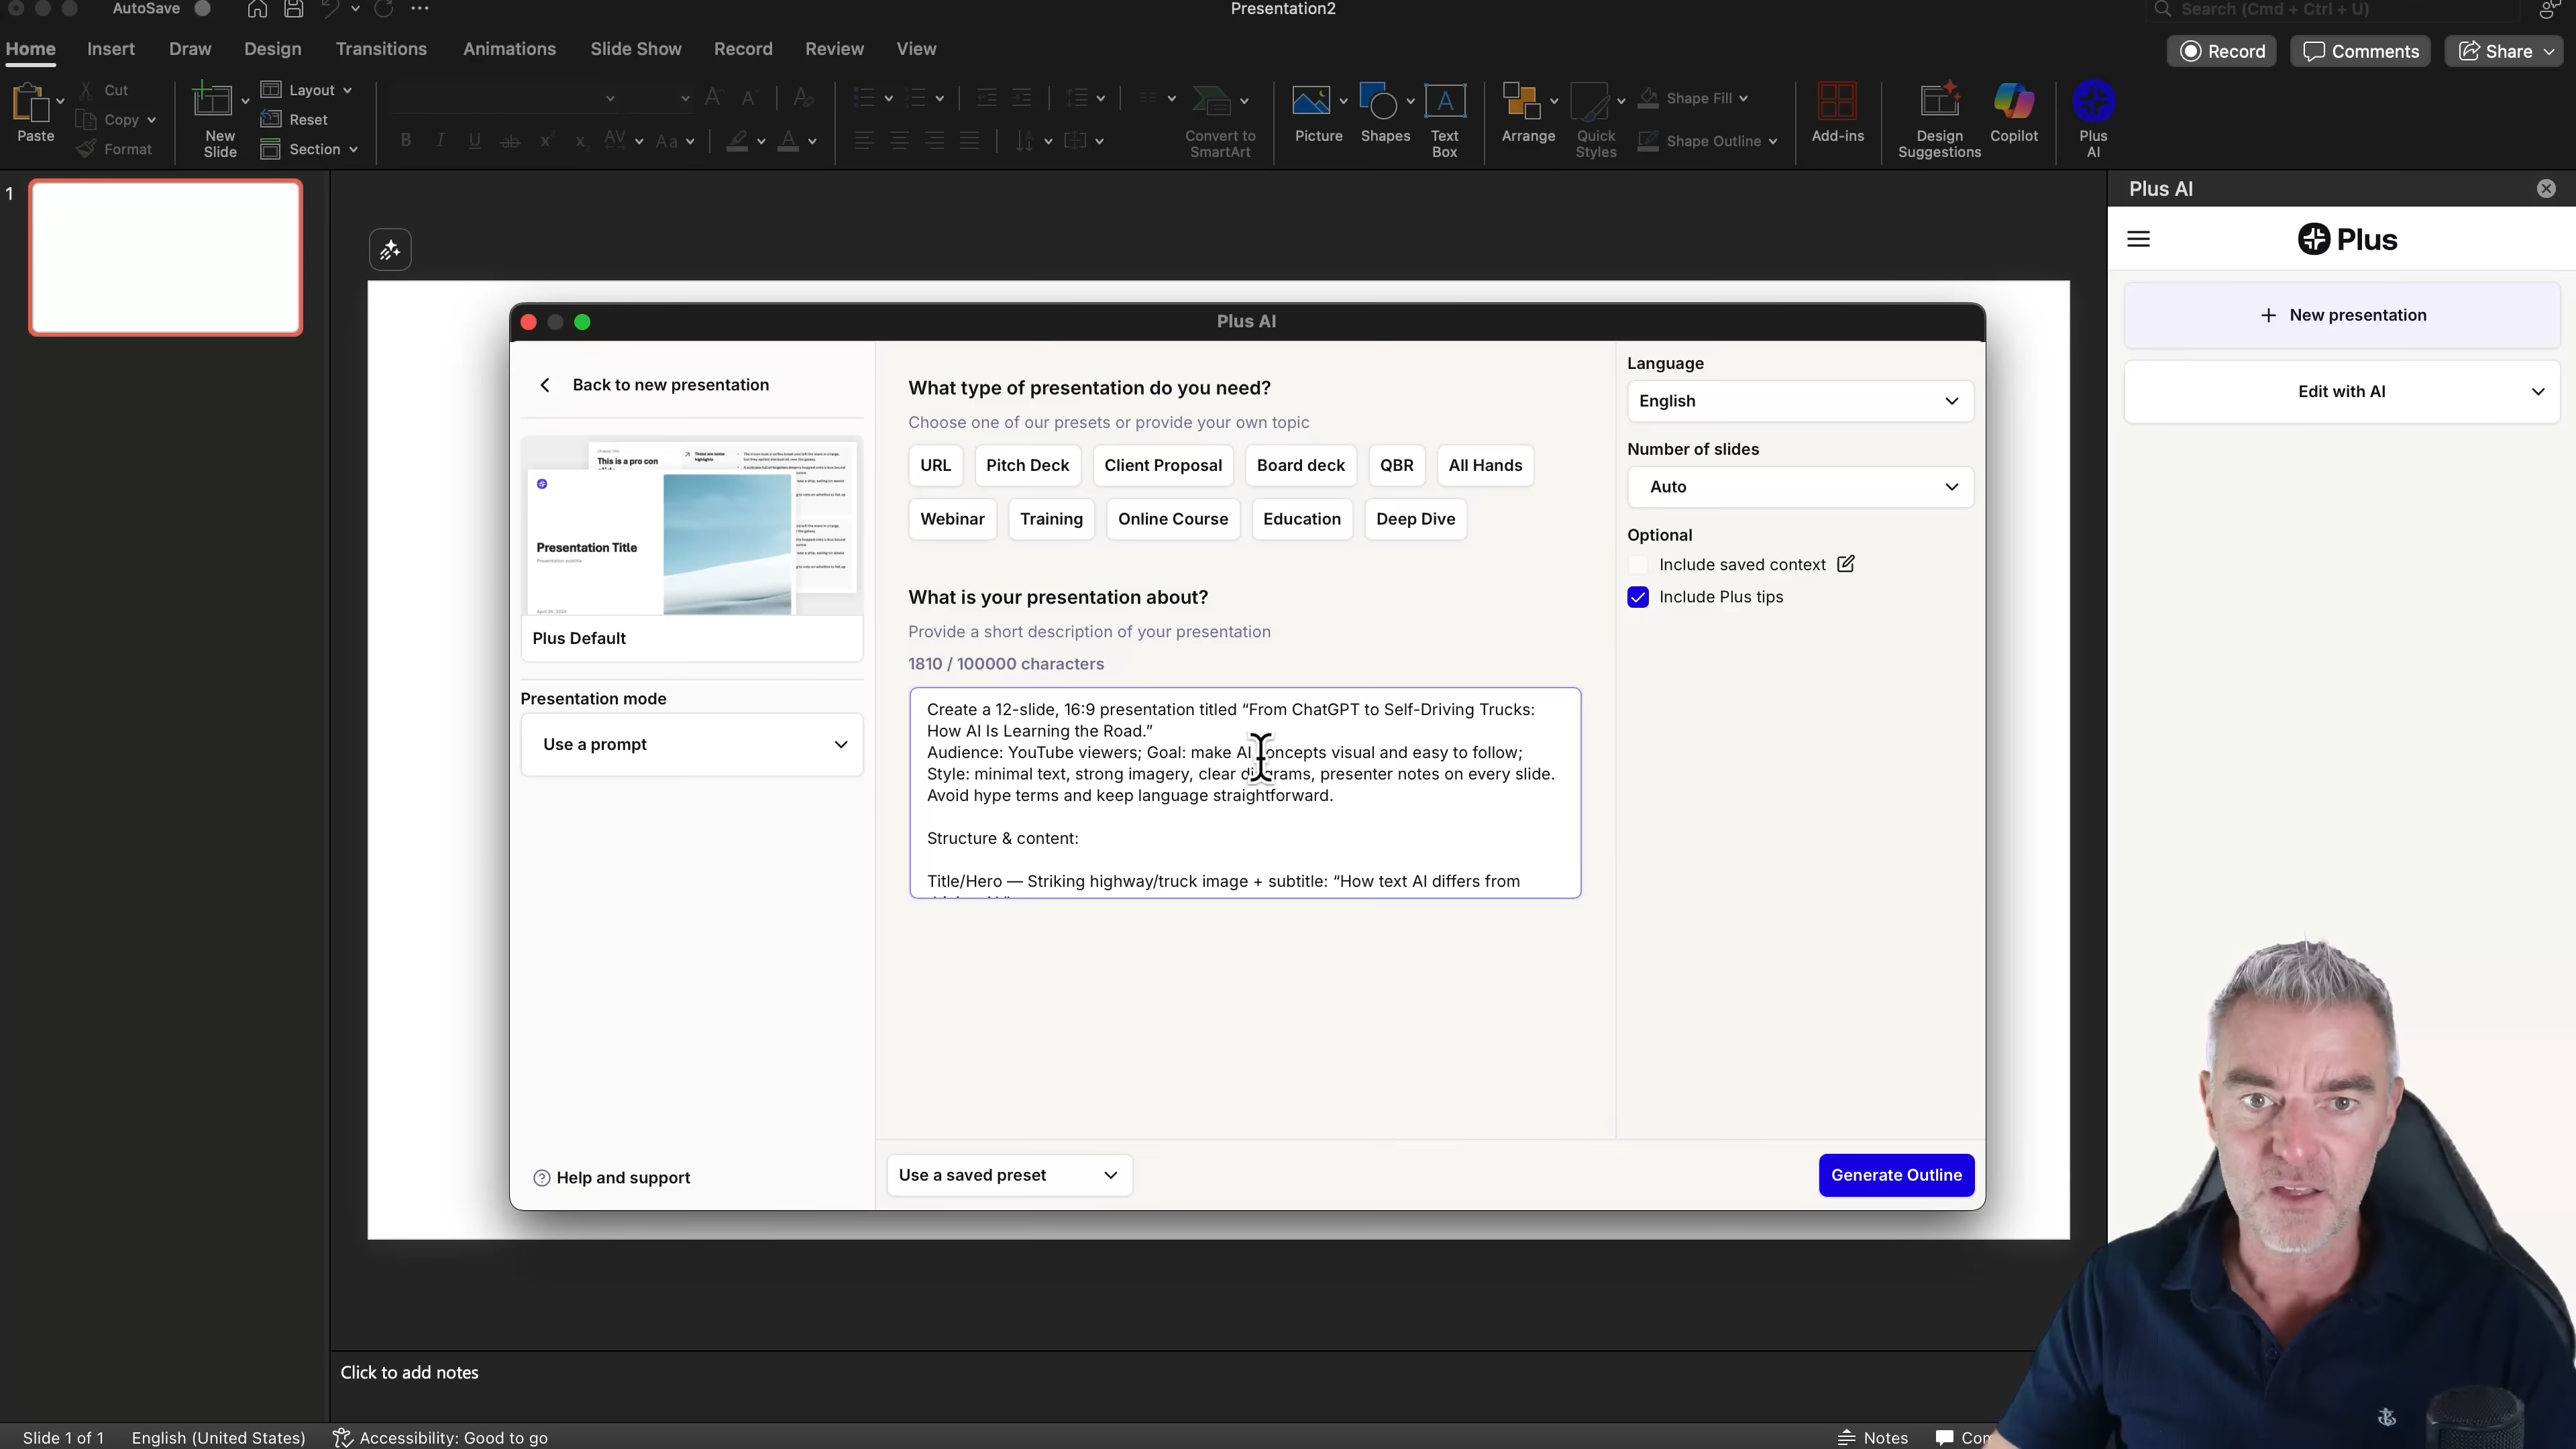 AutoSave
Presentation2
Search (Cmd + Ctrl + U)
Home
Insert
Draw
Design
Transitions
Animations
Slide Show
Record
Review
View
Record
Comments
Share
Paste
Cut
Copy
Format
New
Slide
Layout
Reset
Section
Convert to
SmartArt
Picture
Shapes
Text
Box
Arrange
Quick
Styles
Shape Fill
Shape Outline
Add-ins
Design
Suggestions
Copilot
Plus
AI
1
Plus AI
Plus
New presentation
Edit with AI
Plus AI
Back to new presentation
This is a pro con
Presentation Title
Plus Default
Presentation mode
Use a prompt
Help and support
What type of presentation do you need?
Choose one of our presets or provide your own topic
URL
Pitch Deck
Client Proposal
Board deck
QBR
All Hands
Webinar
Training
Online Course
Education
Deep Dive
What is your presentation about?
Provide a short description of your presentation
1810 / 100000 characters
Create a 12-slide, 16:9 presentation titled “From ChatGPT to Self-Driving Trucks:
How AI Is Learning the Road.”
Audience: YouTube viewers; Goal: make AI concepts visual and easy to follow;
Style: minimal text, strong imagery, clear diagrams, presenter notes on every slide.
Avoid hype terms and keep language straightforward.
Structure & content:
Title/Hero — Striking highway/truck image + subtitle: “How text AI differs from
Use a saved preset
Generate Outline
Language
English
Number of slides
Auto
Optional
Include saved context
Include Plus tips
Click to add notes
Slide 1 of 1
English (United States)
Accessibility: Good to go
Notes